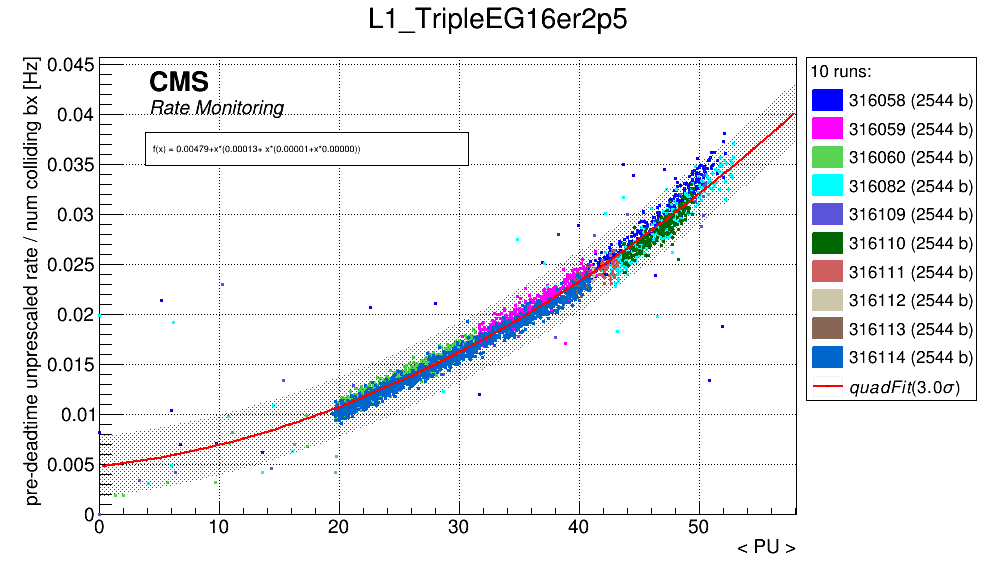 L1_TripleEG16er2p5
pre-deadtime unprescaled rate / num colliding bx [Hz]
0.045
0.04
0.035
0.03
0.025
0.02
0.015
0.01
0.005
0
CMS
Rate Monitoring
f(x) = 0.00479+x*(0.00013+ x*(0.00001+x*0.00000))
0 10 20 30 40 50
< PU >
10 runs:
316058 (2544 b)
316059 (2544 b)
316060 (2544 b)
316082 (2544 b)
316109 (2544 b)
316110 (2544 b)
316111 (2544 b)
316112 (2544 b)
316113 (2544 b)
316114 (2544 b)
quadFit(3.0σ)